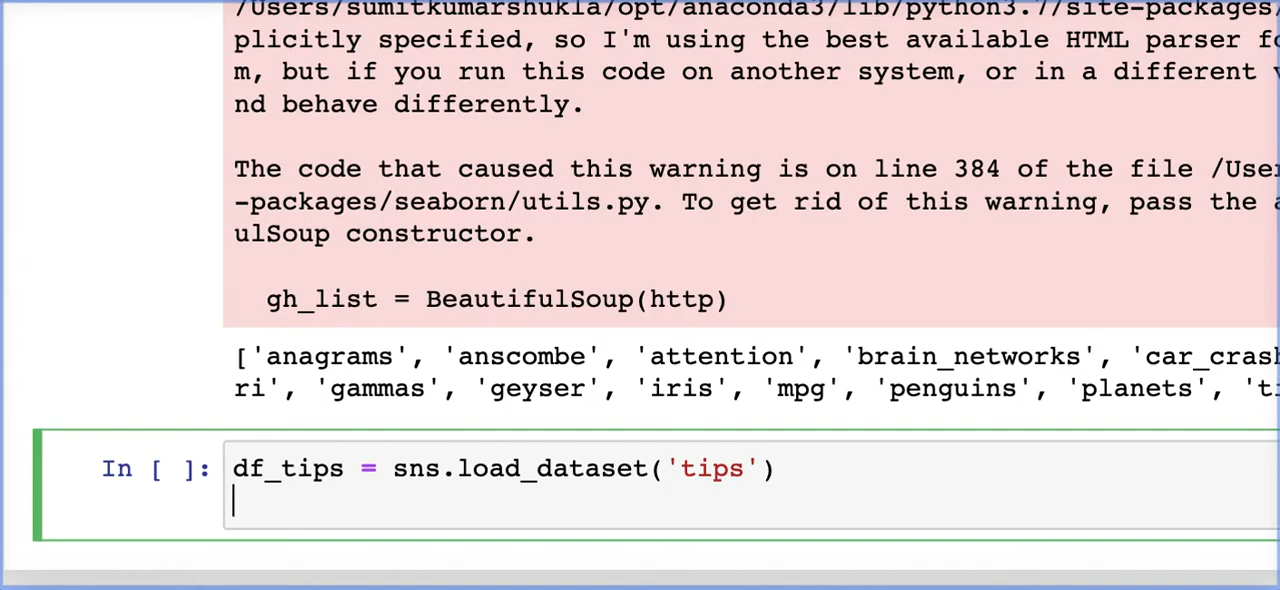 /Users/sumitkumarshukla/opt/anaconda3/lib/python3.7/site-packages/
plicitly specified, so I'm using the best available HTML parser fo
m, but if you run this code on another system, or in a different
nd behave differently.
The code that caused this warning is on line 384 of the file /User
-packages/seaborn/utils.py. To get rid of this warning, pass the a
ulSoup constructor.
gh_list = BeautifulSoup(http)
['anagrams', 'anscombe', 'attention', 'brain_networks', 'car_crash
ri', 'gammas', 'geyser', 'iris', 'mpg', 'penguins', 'planets', 'ti
In [ ]: df_tips = sns.load_dataset('tips')